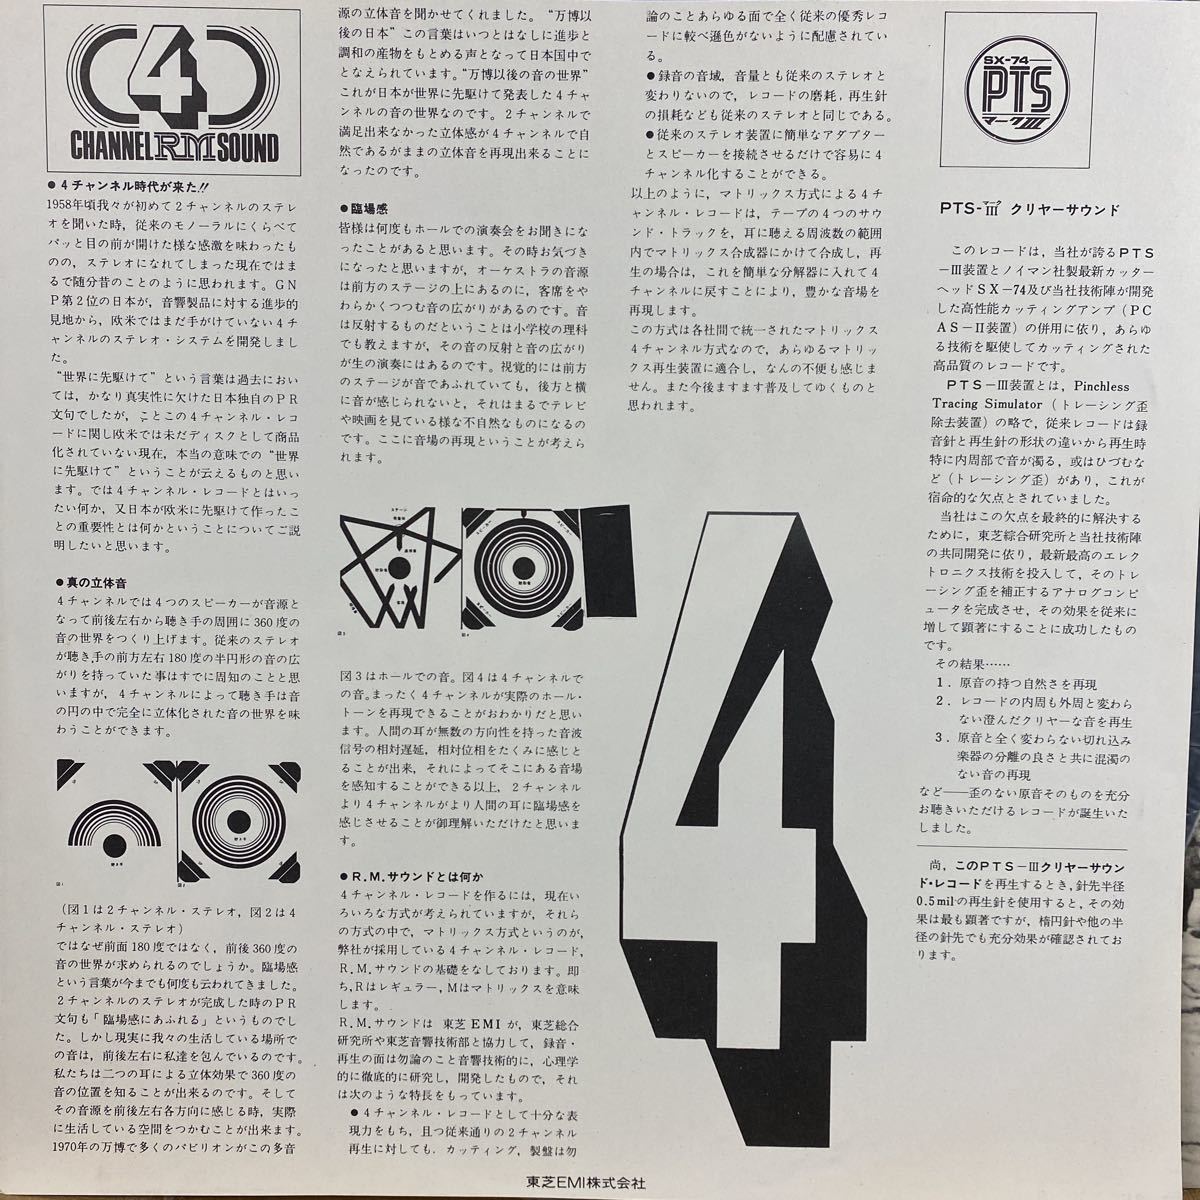 4
CHANNEL RM SOUND
● 4チャンネル時代が来た!!
1958年頃我々が初めて2チャンネルのステレ
オを聞いた時，従来のモノーラルにくらべて
パッと目の前が開けた様な感激を味わったも
のの，ステレオになれてしまった現在ではま
るで随分昔のことのように思われます。GN
P第2位の日本が，音響製品に対する進歩的
見地から，欧米ではまだ手がけていない4チ
ャンネルのステレオ・システムを開発しまし
た。
“世界に先駆けて”という言葉は過去におい
ては，かなり真実性に欠けた日本独自のPR
文句でしたが，ことこの4チャンネル・レコ
ードに関し欧米では未だディスクとして商品
化されていない現在，本当の意味での“世界
に先駆けて”ということが云えるものと思い
ます。では4チャンネル・レコードとはいっ
たい何か，又日本が欧米に先駆けて作ったこ
との重要性とは何かということについてご説
明したいと思います。
● 真の立体音
4チャンネルでは4つのスピーカーが音源と
なって前後左右から聴き手の周囲に360度の
音の世界をつくり上げます。従来のステレオ
が聴き手の前方左右180度の半円形の音の広
がりを持っていた事はすでに周知のことと思
いますが，4チャンネルによって聴き手は音
の円の中で完全に立体化された音の世界を味
わうことができます。
図1
図2
(図1は2チャンネル・ステレオ，図2は4
チャンネル・ステレオ)
ではなぜ前面180度ではなく，前後360度の
音の世界が求められるのでしょうか。臨場感
という言葉が今までも何度も云われてきました。
2チャンネルのステレオが完成した時のPR
文句も「臨場感にあふれる」というものでし
た。しかし現実に我々の生活している場所で
の音は，前後左右に私達を包んでいるのです。
私たちは二つの耳による立体効果で360度の
音の位置を知ることが出来るのです。そして
その音源を前後左右各方向に感じる時，実際
に生活している空間をつかむことが出来ます。
1970年の万博で多くのパビリオンがこの多音
源の立体音を聞かせてくれました。“万博以
後の日本”この言葉はいつとはなしに進歩と
調和の産物をもとめる声となって日本国中で
となえられています。“万博以後の音の世界”
これが日本が世界に先駆けて発表した4チャ
ンネルの音の世界なのです。2チャンネルで
満足出来なかった立体感が4チャンネルで自
然であるがままの立体音を再現出来ることに
なったのです。
● 臨場感
皆様は何度もホールでの演奏会をお聞きにな
ったことがあると思います。その時お気づき
になったと思いますが，オーケストラの音源
は前方のステージの上にあるのに，客席をや
わらかくつつむ音の広がりがあるのです。音
は反射するものだということは小学校の理科
でも教えますが，その音の反射と音の広がり
が生の演奏にはあるのです。視覚的には前方
のステージが音であふれていても，後方と横
に音が感じられないと，それはまるでテレビ
や映画を見ている様な不自然なものになるの
です。ここに音場の再現ということが考えら
れます。
ステージ
図3
スピーカー
スピーカー
図4
図3はホールでの音。図4は4チャンネルで
の音。まったく4チャンネルが実際のホール・
トーンを再現できることがおわかりだと思い
ます。人間の耳が無数の方向性を持った音波
信号の相対遅延，相対位相をたくみに感じと
ることが出来，それによってそこにある音場
を感知することができる以上，2チャンネル
より4チャンネルがより人間の耳に臨場感を
感じさせることが御理解いただけたと思いま
す。
● R.M.サウンドとは何か
4チャンネル・レコードを作るには，現在い
ろいろな方式が考えられていますが，それら
の方式の中で，マトリックス方式というのが，
弊社が採用している4チャンネル・レコード，
R.M.サウンドの基礎をなしております。即
ち，Rはレギュラー，Mはマトリックスを意味
します。
R.M.サウンドは 東芝EMIが，東芝総合
研究所や東芝音響技術部と協力して，録音・
再生の面は勿論のこと音響技術的に，心理学
的に徹底的に研究し，開発したもので，それ
は次のような特長をもっています。
● 4チャンネル・レコードとして十分な表
現力をもち，且つ従来通りの2チャンネル
再生に対しても，カッティング，製盤は勿
論のことあらゆる面で全く従来の優秀レコ
ードに較べ遜色がないように配慮されてい
る。
● 録音の音域，音量とも従来のステレオと
変わりないので，レコードの磨耗，再生針
の損耗なども従来のステレオと同じである。
● 従来のステレオ装置に簡単なアダプター
とスピーカーを接続させるだけで容易に4
チャンネル化することができる。
以上のように，マトリックス方式による4チ
ャンネル・レコードは，テープの4つのサウ
ンド・トラックを，耳に聴える周波数の範囲
内でマトリックス合成器にかけて合成し，再
生の場合は，これを簡単な分解器に入れて4
チャンネルに戻すことにより，豊かな音場を
再現します。
この方式は各社間で統一されたマトリックス
4チャンネル方式なので，あらゆるマトリッ
クス再生装置に適合し，なんの不便も感じま
せん。また今後ますます普及してゆくものと
思われます。
4
SX-74
PTS
マークIII
PTS-マークIII クリヤーサウンド
このレコードは，当社が誇るPTS
-III装置とノイマン社製最新カッター
ヘッドSX-74及び当社技術陣が開発
した高性能カッティングアンプ(PC
AS-II装置)の併用に依り，あらゆ
る技術を駆使してカッティングされた
高品質のレコードです。
PTS-III装置とは，Pinchless
Tracing Simulator (トレーシング歪
除去装置)の略で，従来レコードは録
音針と再生針の形状の違いから再生時
特に内周部で音が濁る，或はひづむな
ど(トレーシング歪)があり，これが
宿命的な欠点とされていました。
当社はこの欠点を最終的に解決する
ために，東芝綜合研究所と当社技術陣
の共同開発に依り，最新最高のエレク
トロニクス技術を投入して，そのトレ
ーシング歪を補正するアナログコンピ
ュータを完成させ，その効果を従来に
増して顕著にすることに成功したもの
です。
その結果……
1．原音の持つ自然さを再現
2．レコードの内周も外周と変わら
ない澄んだクリヤーな音を再生
3．原音と全く変わらない切れ込み
楽器の分離の良さと共に混濁の
ない音の再現
など──歪のない原音そのものを充分
お聴きいただけるレコードが誕生いた
しました。
尚，このPTS-IIIクリヤーサウン
ド・レコードを再生するとき，針先半径
0.5milの再生針を使用すると，その効
果は最も顕著ですが，楕円針や他の半
径の針先でも充分効果が確認されてお
ります。
東芝EMI株式会社